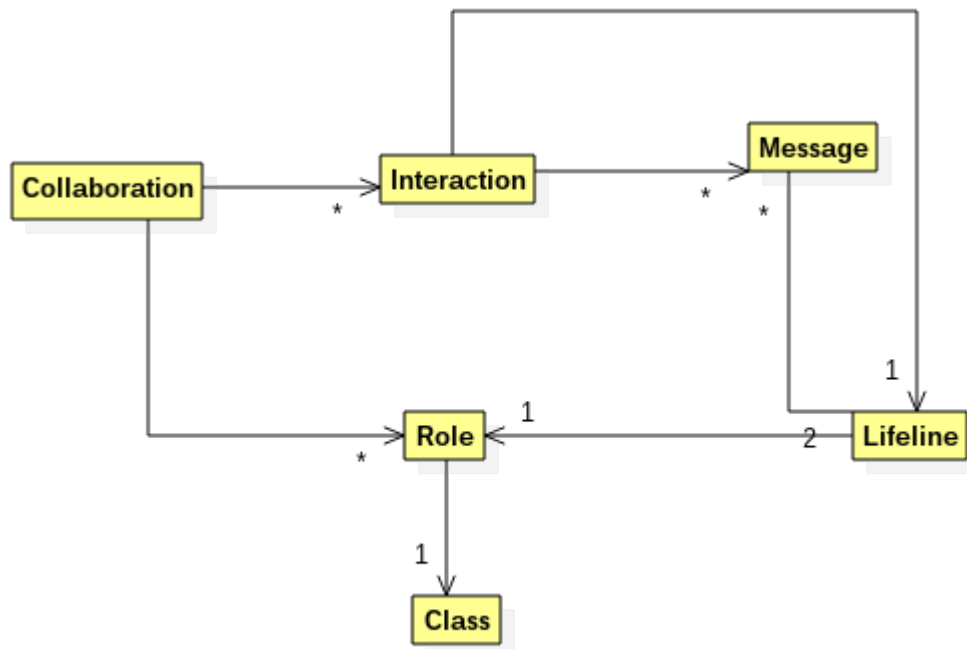 Message
Collaboration
Interaction
*
*
*
1
1
Role
2
Lifeline
*
1
Class